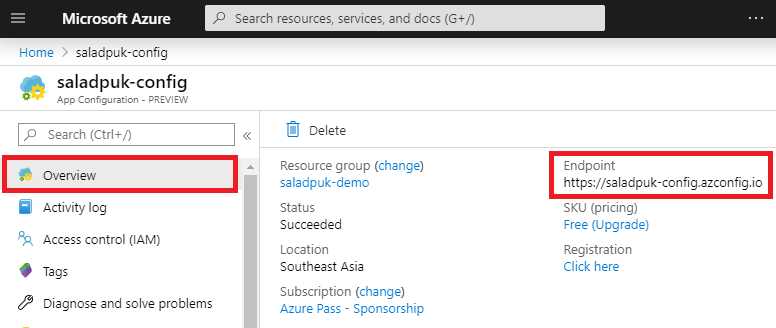 Microsoft Azure
Search resources, services, and docs (G+/)
Home > saladpuk-config
saladpuk-config
App Configuration - PREVIEW
Search (Ctrl+/)
Overview
Activity log
Access control (IAM)
Tags
Diagnose and solve problems
Delete
Resource group (change)
saladpuk-demo
Status
Succeeded
Location
Southeast Asia
Subscription (change)
Azure Pass - Sponsorship
Endpoint
https://saladpuk-config.azconfig.io
SKU (pricing)
Free (Upgrade)
Registration
Click here